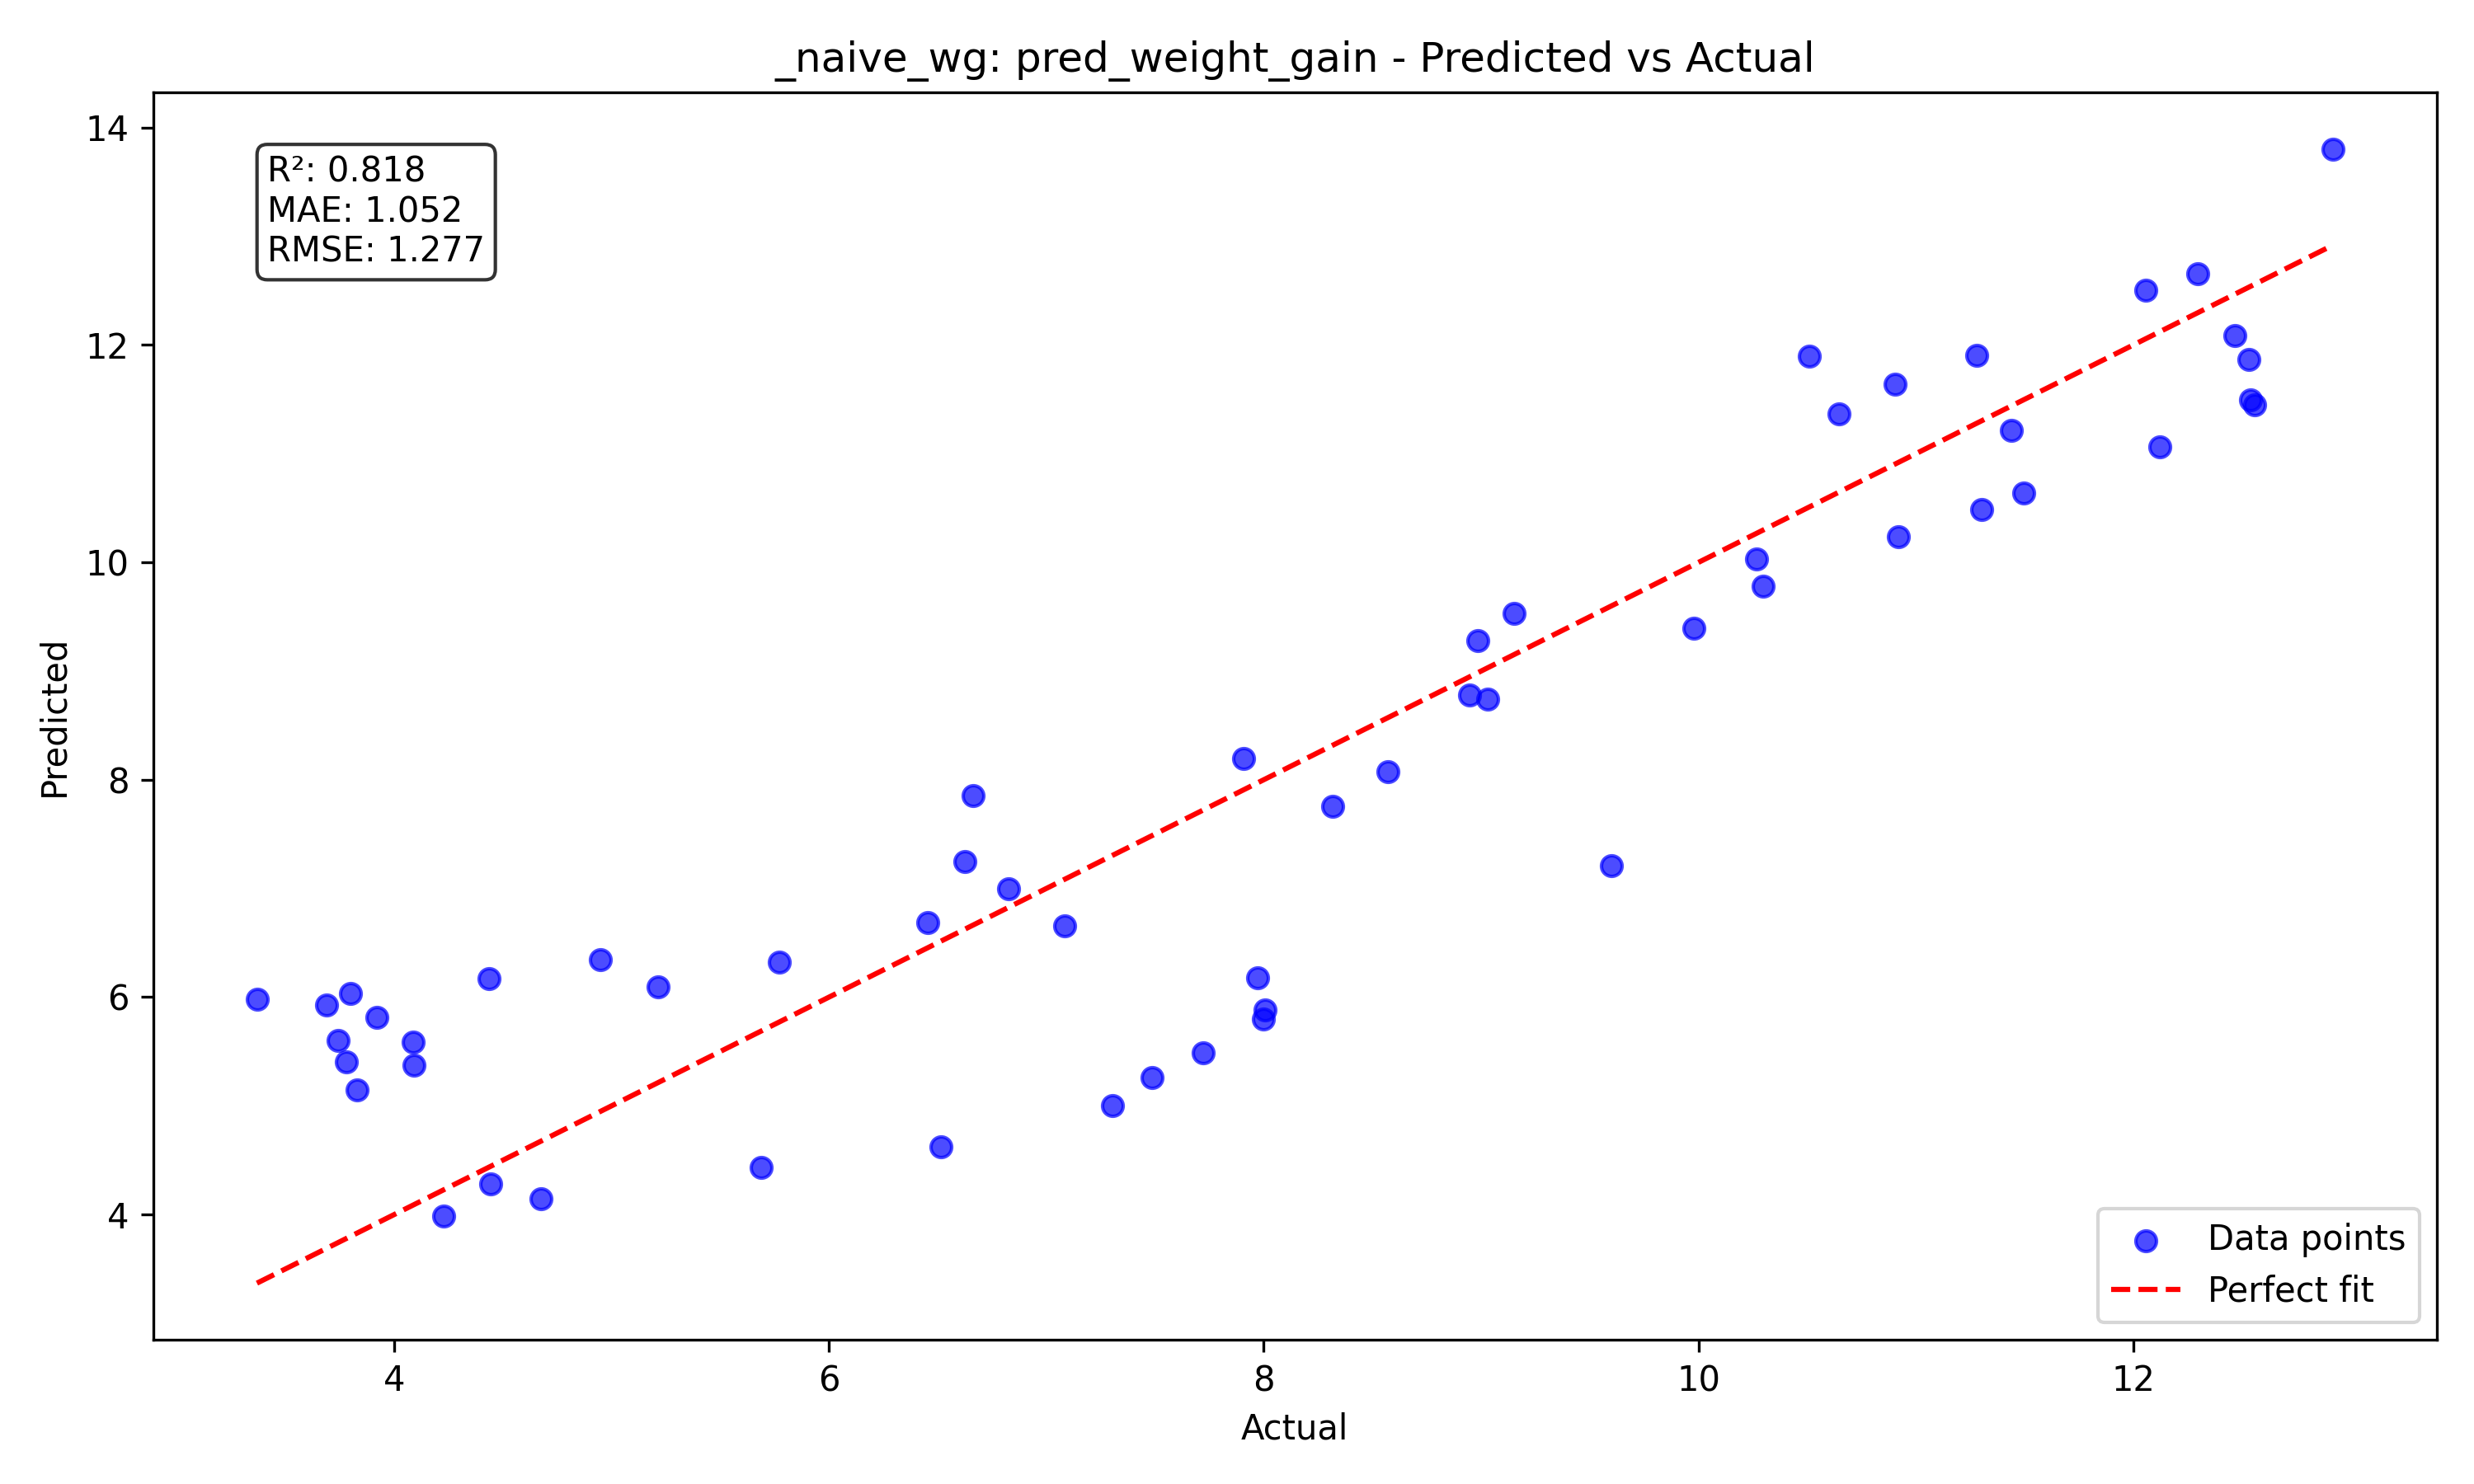 _naive_wg: pred_weight_gain - Predicted vs Actual
R²: 0.818
MAE: 1.052
RMSE: 1.277
14
12
10
8
6
4
Predicted
4 6 8 10 12
Actual
Data points
Perfect fit